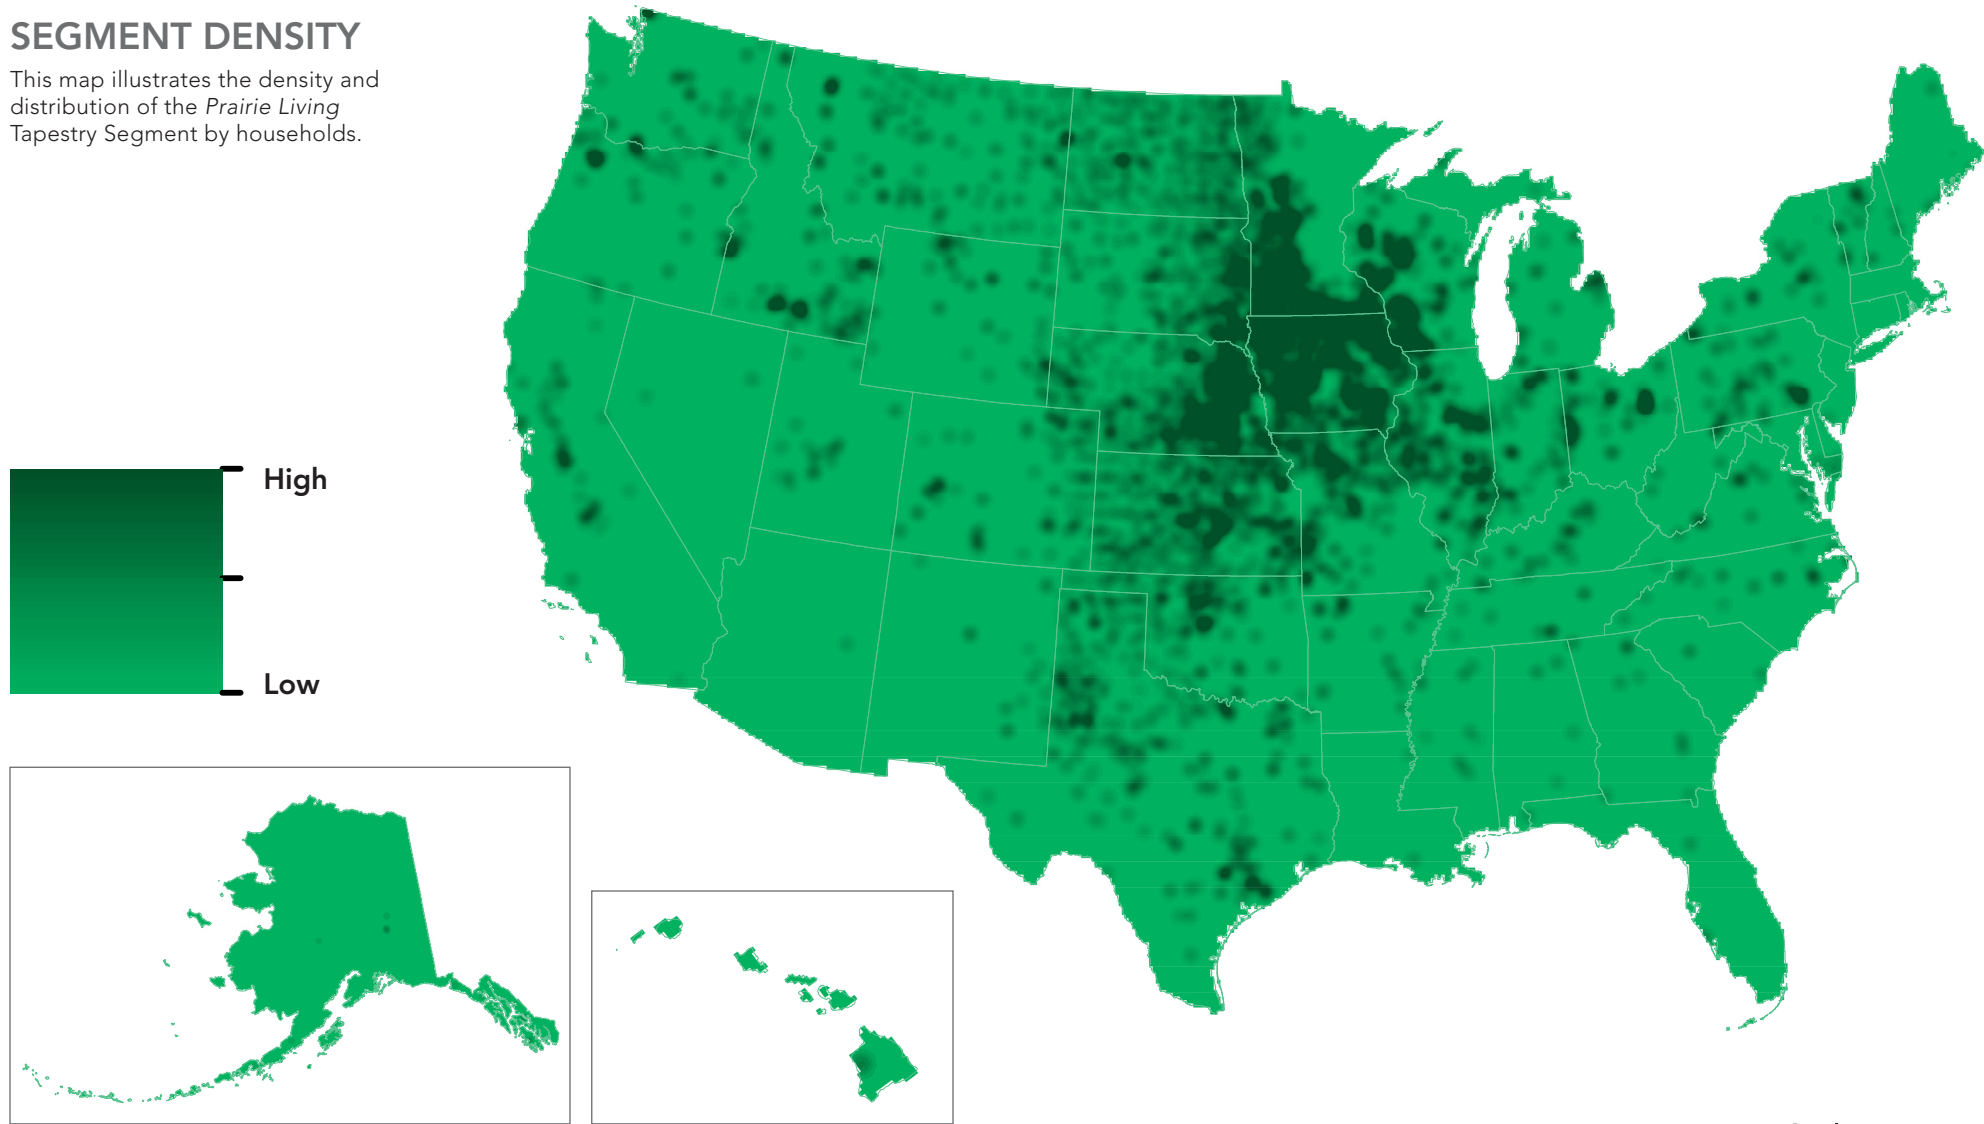 SEGMENT DENSITY
This map illustrates the density and
distribution of the Prairie Living
Tapestry Segment by households.
High
Low